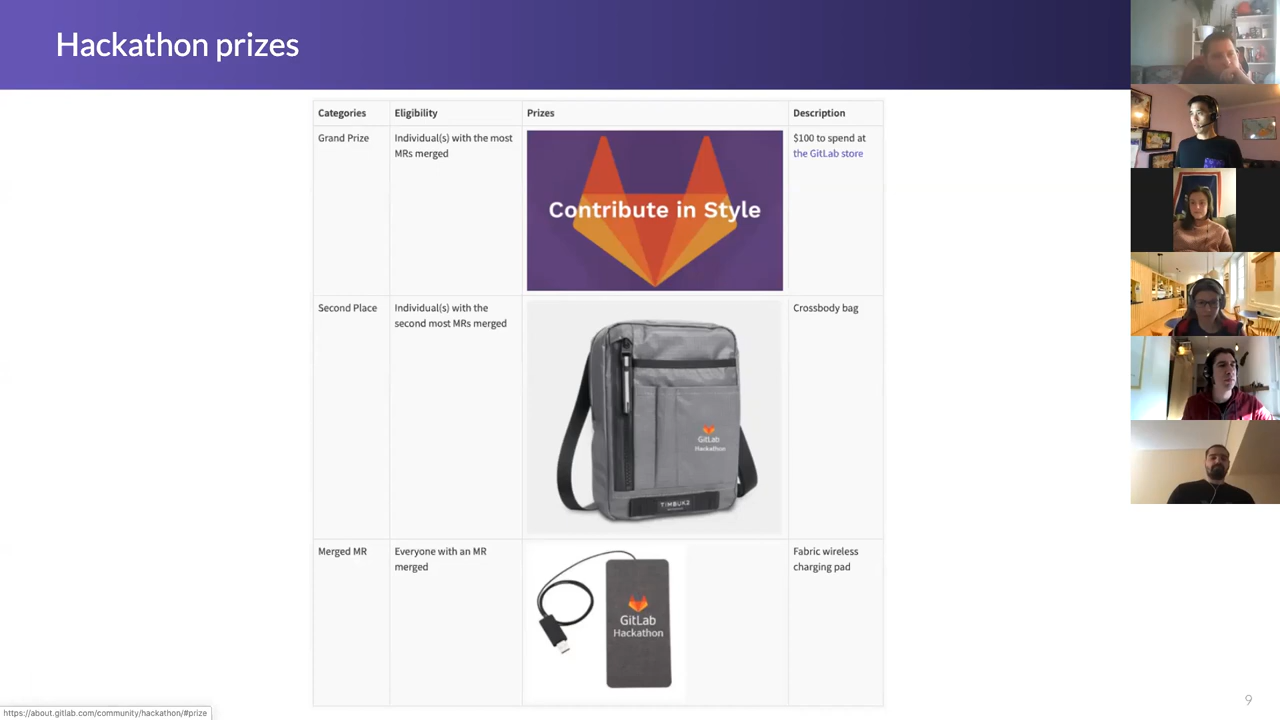 Hackathon prizes
Categories
Eligibility
Prizes
Description
Grand Prize
Individual(s) with the most
MRs merged
Contribute in Style
$100 to spend at
the GitLab store
Second Place
Individual(s) with the
second most MRs merged
GitLab
Hackathon
TIMBUK2
Crossbody bag
Merged MR
Everyone with an MR
merged
GitLab
Hackathon
Fabric wireless
charging pad
https://about.gitlab.com/community/hackathon/#prize
9